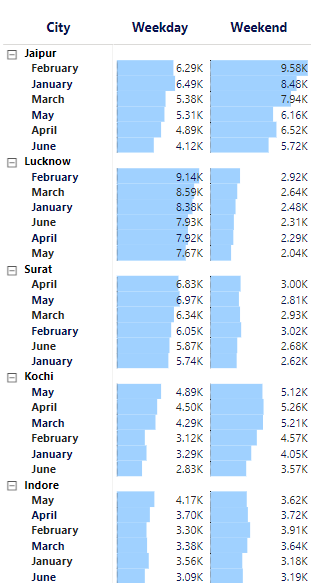 City Weekday Weekend
Jaipur
February 6.29K 9.58K
January 6.49K 8.48K
March 5.38K 7.94K
May 5.31K 6.16K
April 4.89K 6.52K
June 4.12K 5.72K
Lucknow
February 9.14K 2.92K
March 8.59K 2.64K
January 8.38K 2.48K
June 7.93K 2.31K
April 7.92K 2.29K
May 7.67K 2.04K
Surat
April 6.83K 3.00K
May 6.97K 2.81K
March 6.34K 2.93K
February 6.05K 3.02K
June 5.87K 2.68K
January 5.74K 2.62K
Kochi
May 4.89K 5.12K
April 4.50K 5.26K
March 4.29K 5.21K
February 3.12K 4.57K
January 3.29K 4.05K
June 2.83K 3.57K
Indore
May 4.17K 3.62K
April 3.70K 3.72K
February 3.30K 3.91K
March 3.38K 3.64K
January 3.56K 3.18K
June 3.09K 3.19K